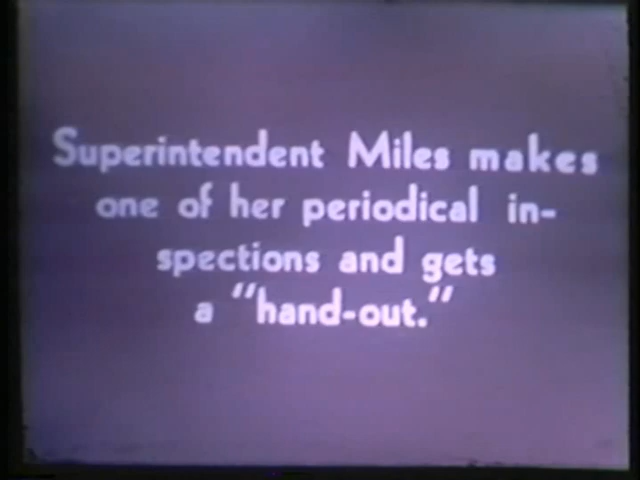 Superintendent Miles makes
one of her periodical in-
spections and gets
a "hand-out."